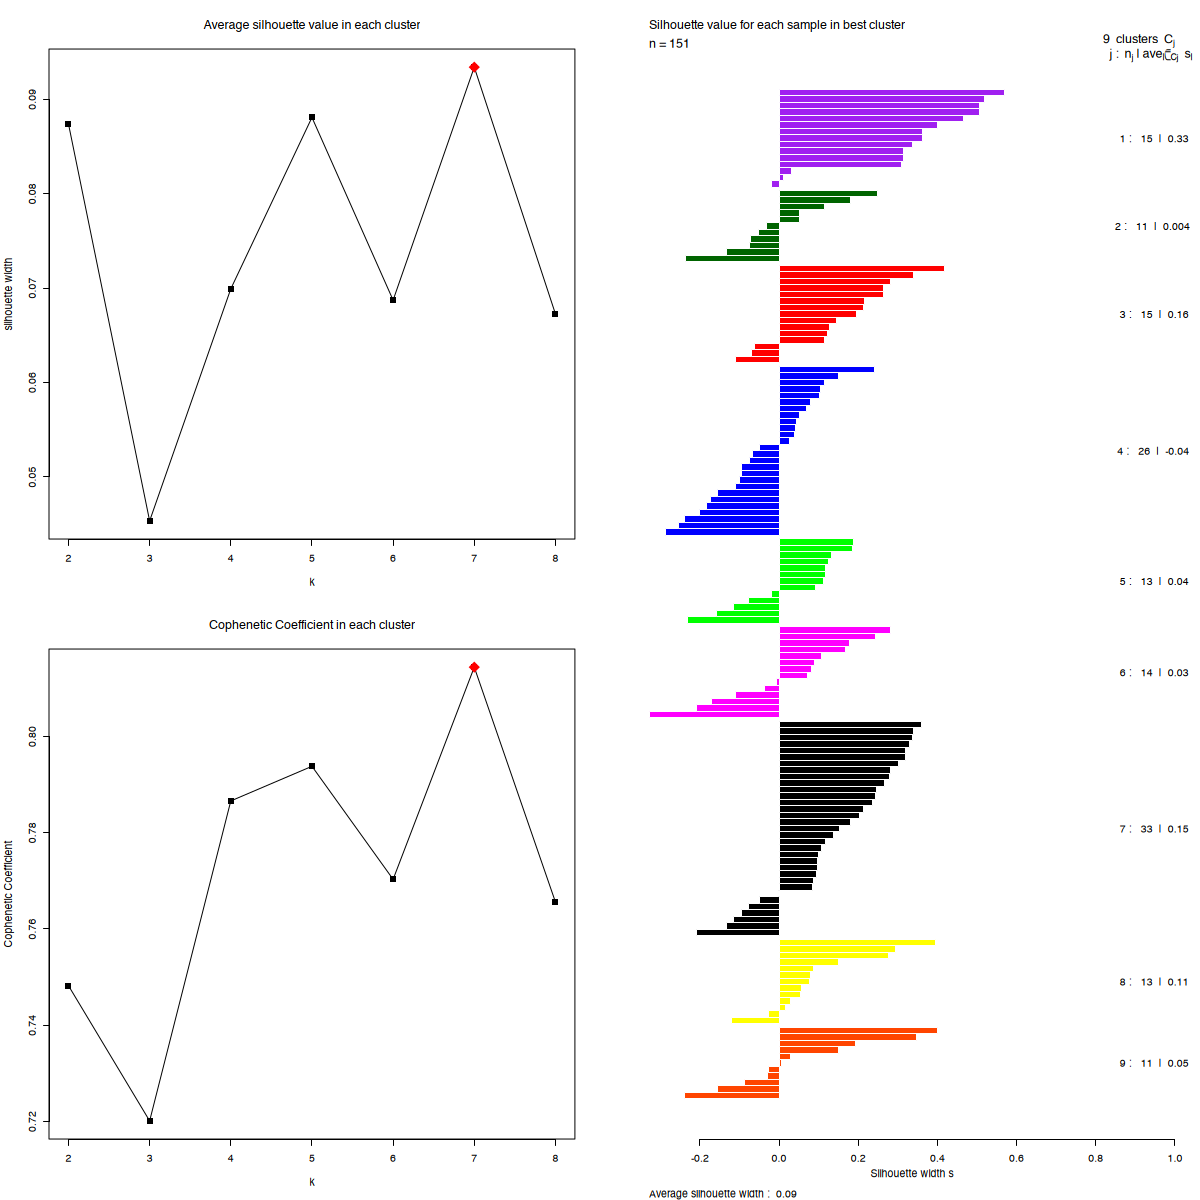 Average silhouette value in each cluster
silhouette width
0.09
0.08
0.07
0.06
0.05
2 3 4 5 6 7 8
k
Cophenetic Coefficient in each cluster
Cophenetic Coefficient
0.80
0.78
0.76
0.74
0.72
2 3 4 5 6 7 8
k
Silhouette value for each sample in best cluster
n = 151
9 clusters Cj
j : nj | ave i∈Cj si
1 : 15 | 0.33
2 : 11 | 0.004
3 : 15 | 0.16
4 : 26 | -0.04
5 : 13 | 0.04
6 : 14 | 0.03
7 : 33 | 0.15
8 : 13 | 0.11
9 : 11 | 0.05
-0.2 0.0 0.2 0.4 0.6 0.8 1.0
Silhouette width s
Average silhouette width : 0.09